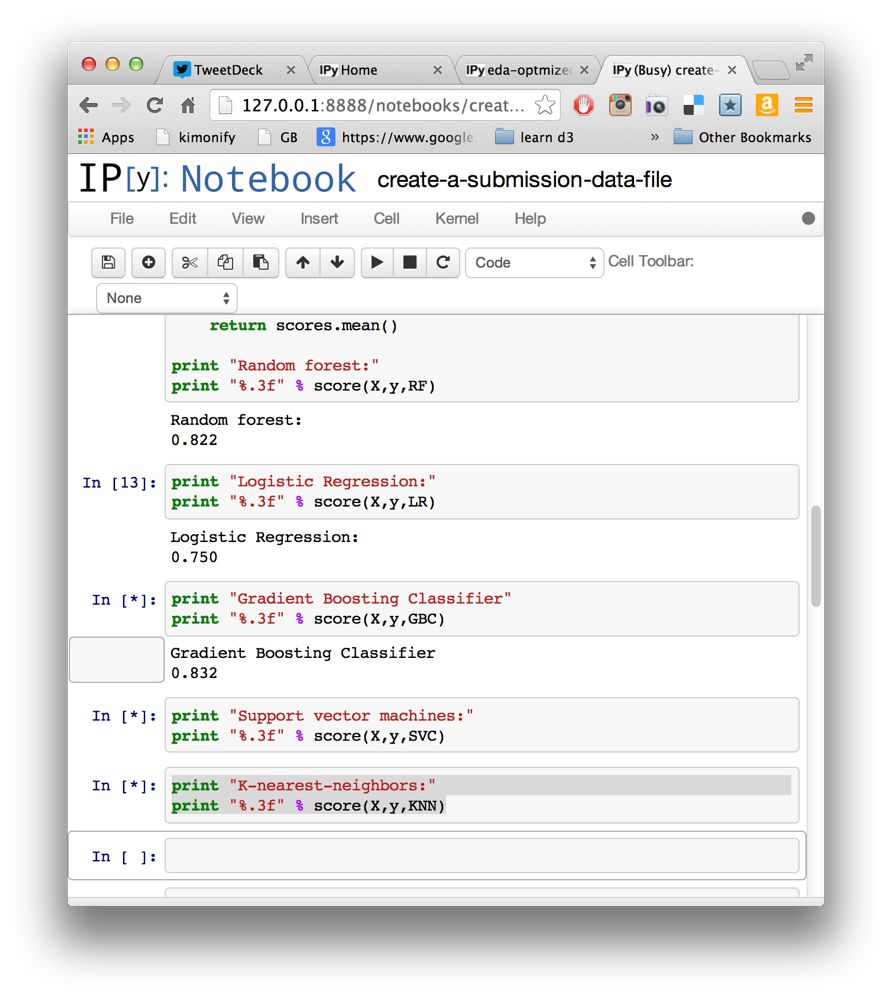 TweetDeck
IPy Home
IPy eda-optmize
IPy (Busy) create-
127.0.0.1:8888/notebooks/creat...
Apps kimonify GB https://www.google. learn d3 » Other Bookmarks
IP[y]: Notebook create-a-submission-data-file
File Edit View Insert Cell Kernel Help
Code Cell Toolbar:
None
return scores.mean()
print "Random forest:"
print "%.3f" % score(X,y,RF)
Random forest:
0.822
In [13]: print "Logistic Regression:"
print "%.3f" % score(X,y,LR)
Logistic Regression:
0.750
In [*]: print "Gradient Boosting Classifier"
print "%.3f" % score(X,y,GBC)
Gradient Boosting Classifier
0.832
In [*]: print "Support vector machines:"
print "%.3f" % score(X,y,SVC)
In [*]: print "K-nearest-neighbors:"
print "%.3f" % score(X,y,KNN)
In [ ]: